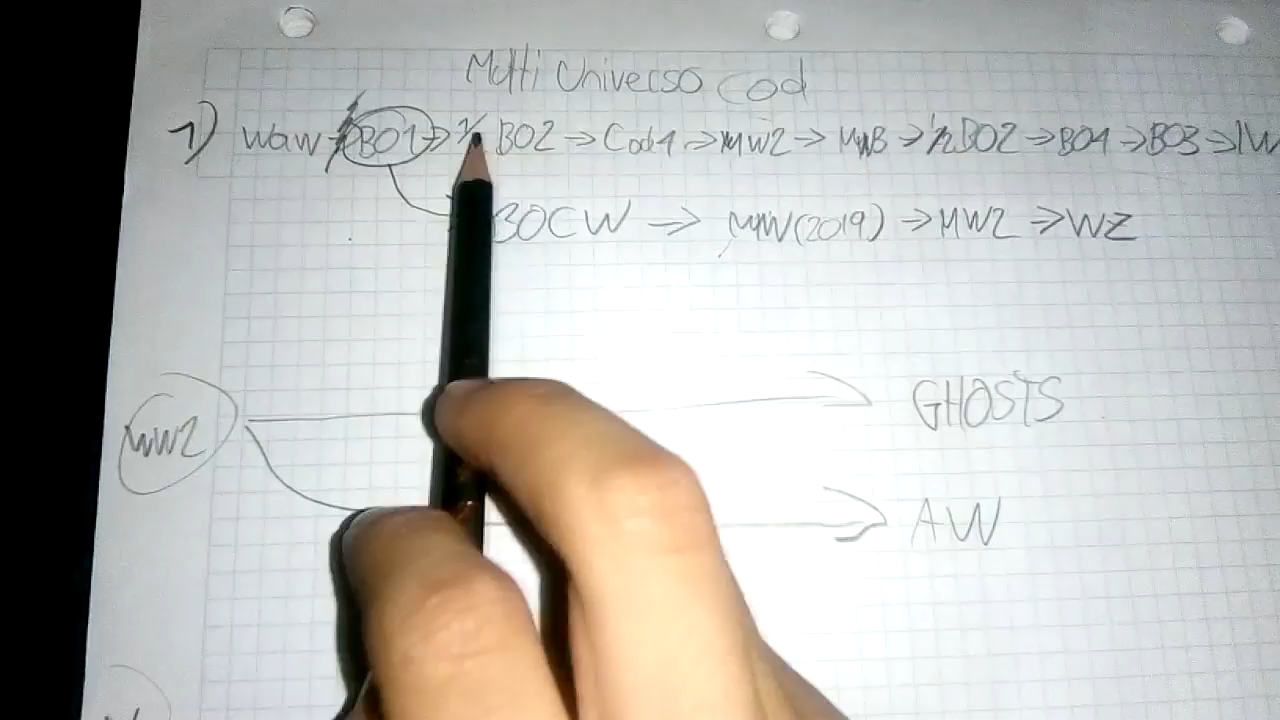 Multi Universo Cod
1) WaW → BO1 → 1/2 BO2 → Cod4 → MW2 → MW3 → 1/2 BO2 → BO4 → BO3 → IW
BOCW → MW(2019) → MW2 → WZ
MW2
GHOSTS
AW